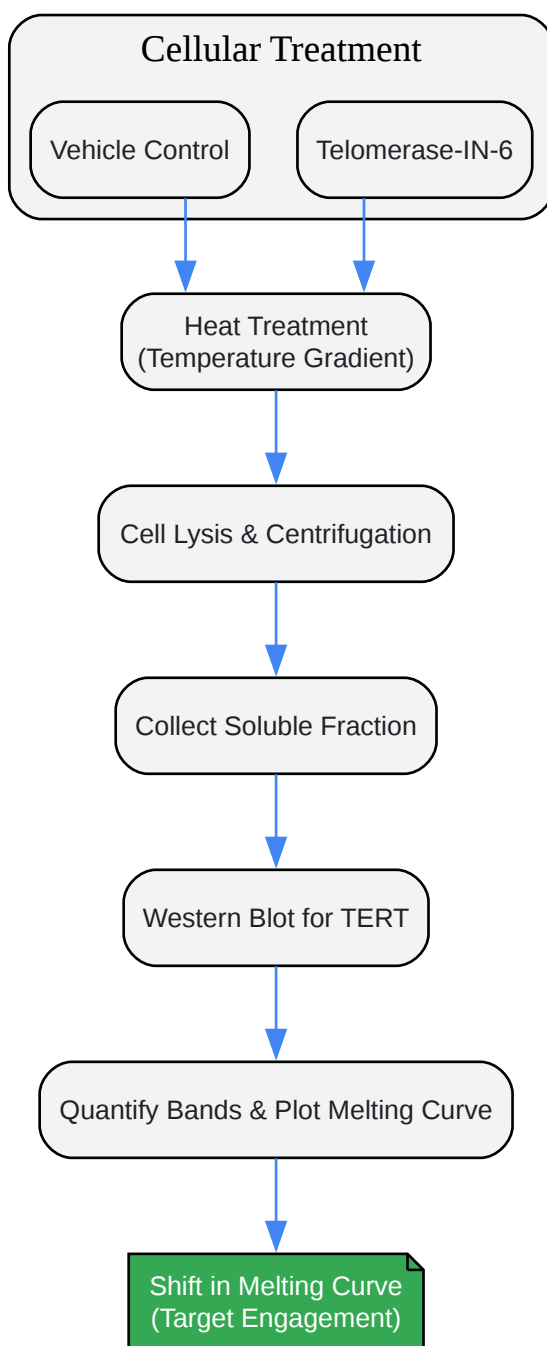 Cellular Treatment
Vehicle Control
Telomerase-IN-6
Heat Treatment
(Temperature Gradient)
Cell Lysis & Centrifugation
Collect Soluble Fraction
Western Blot for TERT
Quantify Bands & Plot Melting Curve
Shift in Melting Curve
(Target Engagement)